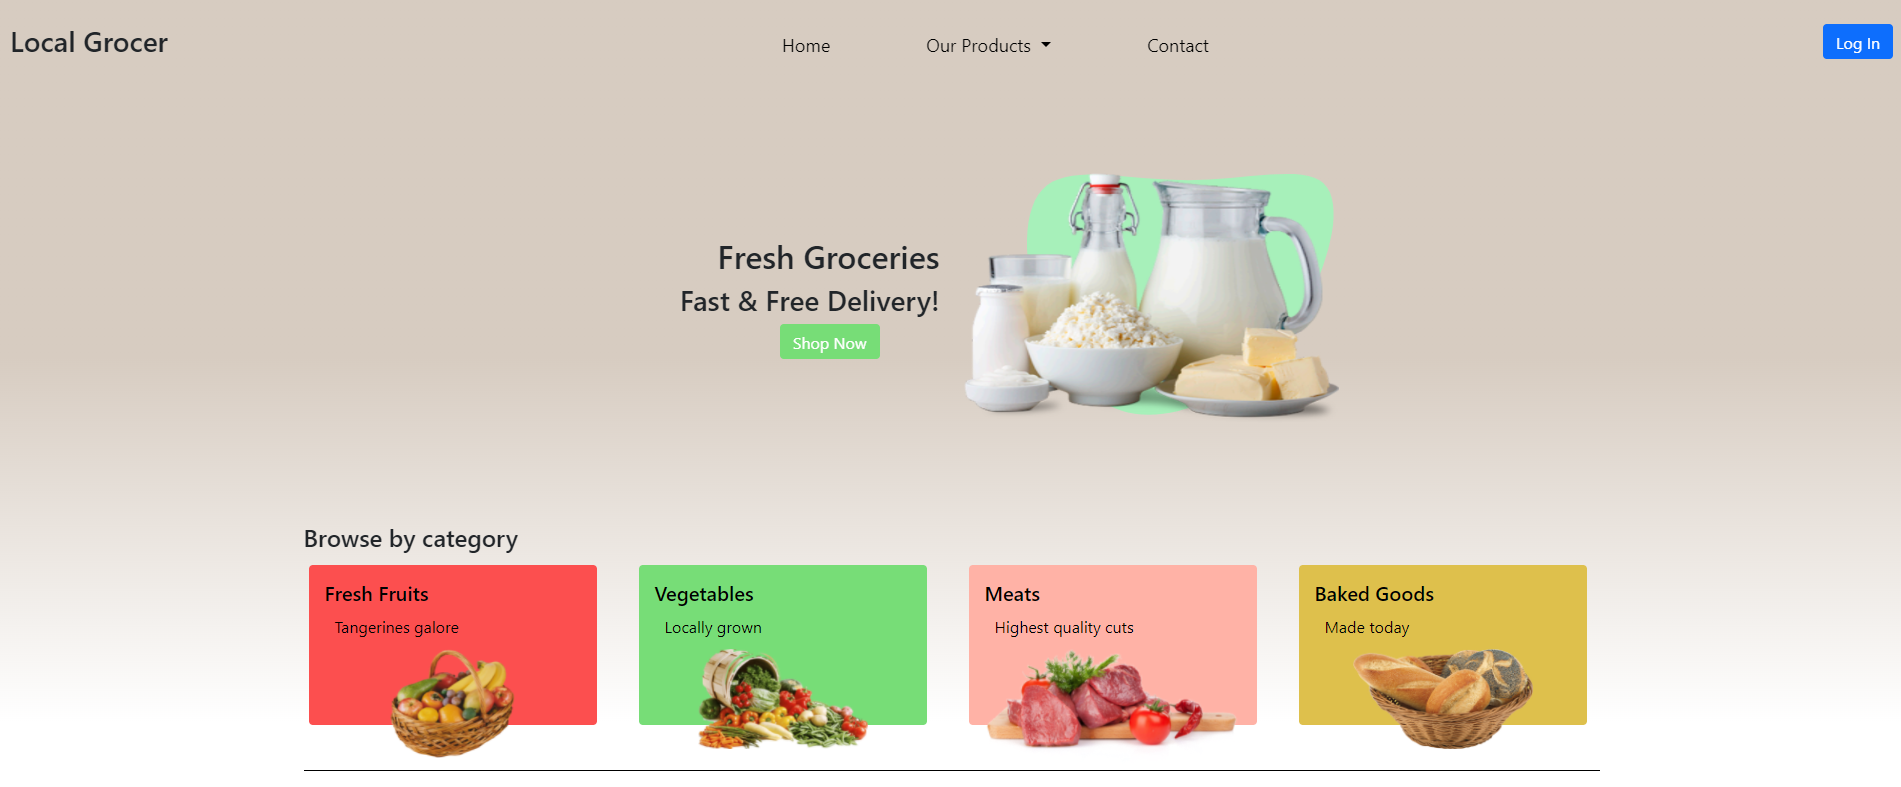 Local Grocer
Home
Our Products
Contact
Log In
Fresh Groceries
Fast & Free Delivery!
Shop Now
Browse by category
Fresh Fruits
Tangerines galore
Vegetables
Locally grown
Meats
Highest quality cuts
Baked Goods
Made today